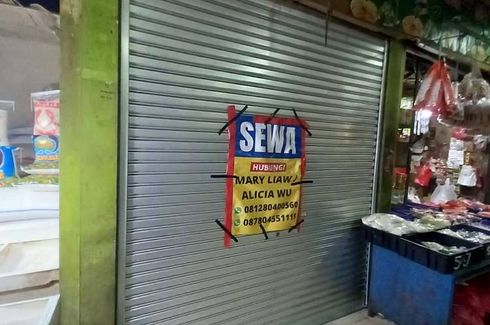 SEWA
HUBUNGI
MARY LIAW
ALICIA WU
081280400560
087804551111